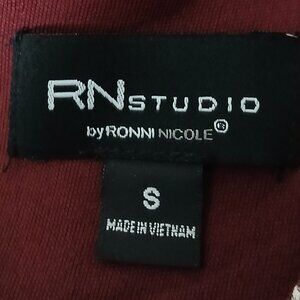 RNSTUDIO
by RONNI NICOLE ®
S
MADE IN VIETNAM